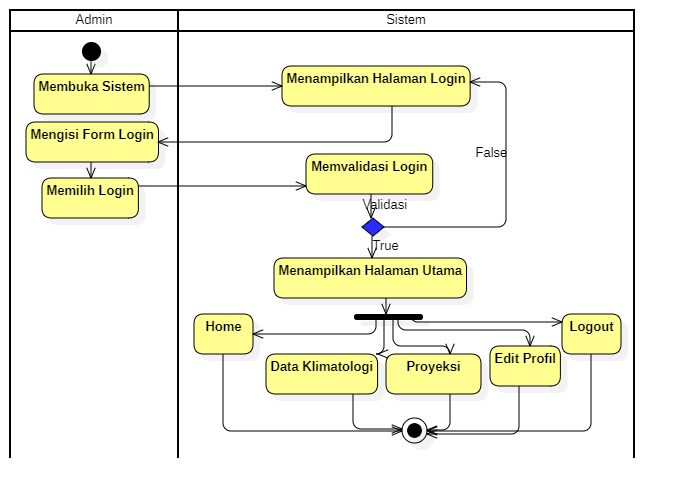 Admin
Sistem
Membuka Sistem
Menampilkan Halaman Login
Mengisi Form Login
False
Memvalidasi Login
Memilih Login
Validasi
True
Menampilkan Halaman Utama
Home
Logout
Data Klimatologi
Proyeksi
Edit Profil